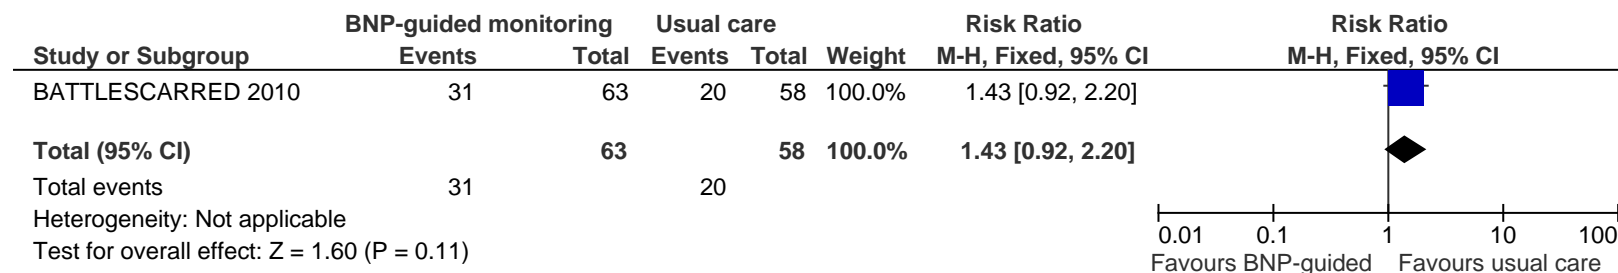 BNP-guided monitoring Usual care Risk Ratio Risk Ratio
Study or Subgroup Events Total Events Total Weight M-H, Fixed, 95% CI M-H, Fixed, 95% CI
BATTLESCARRED 2010 31 63 20 58 100.0% 1.43 [0.92, 2.20]
Total (95% CI) 63 58 100.0% 1.43 [0.92, 2.20]
Total events 31 20
Heterogeneity: Not applicable
Test for overall effect: Z = 1.60 (P = 0.11)
0.01 0.1 1 10 100
Favours BNP-guided Favours usual care